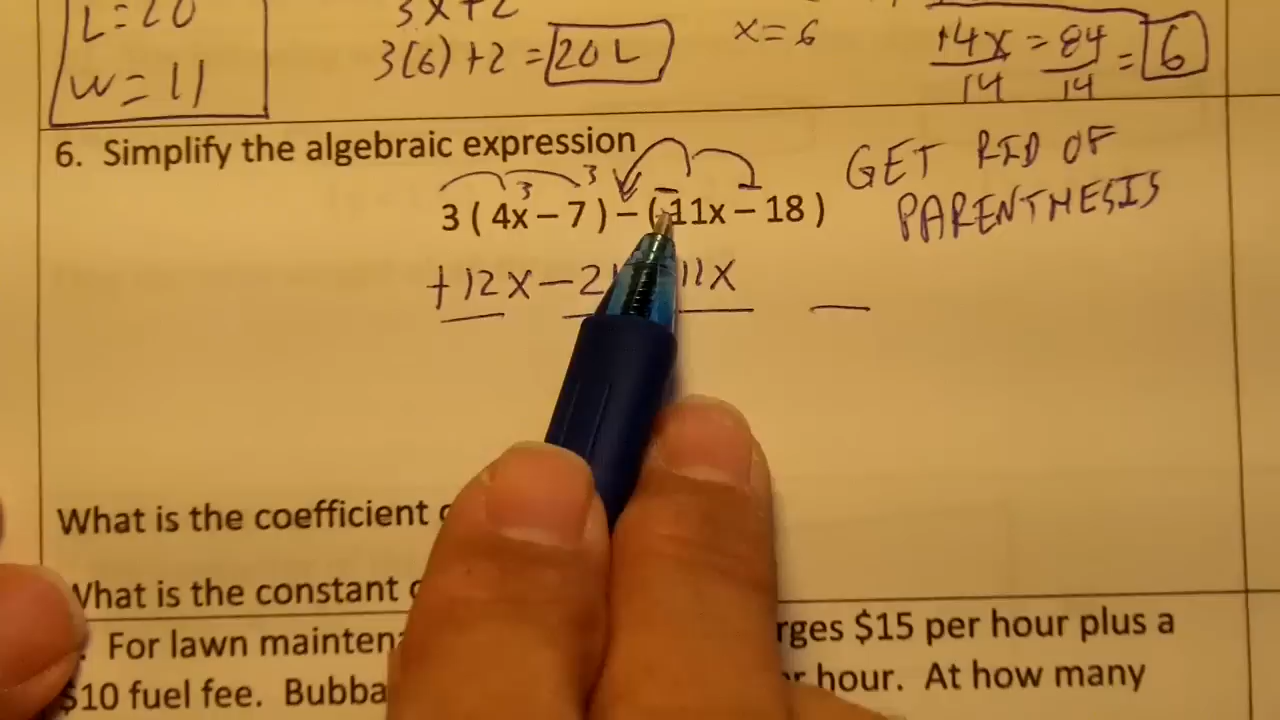 L=20
W=11
3x+2
3(6)+2=20 L
x=6
14x=84
14 14
=6
6. Simplify the algebraic expression
3 3
3(4x-7)-(-11x-18)
GET RID OF
PARENTHESIS
+12x-2 11x
What is the coefficient
What is the constant
For lawn rges $15 per hour plus a
$10 fuel fee. Bubba hour. At how many